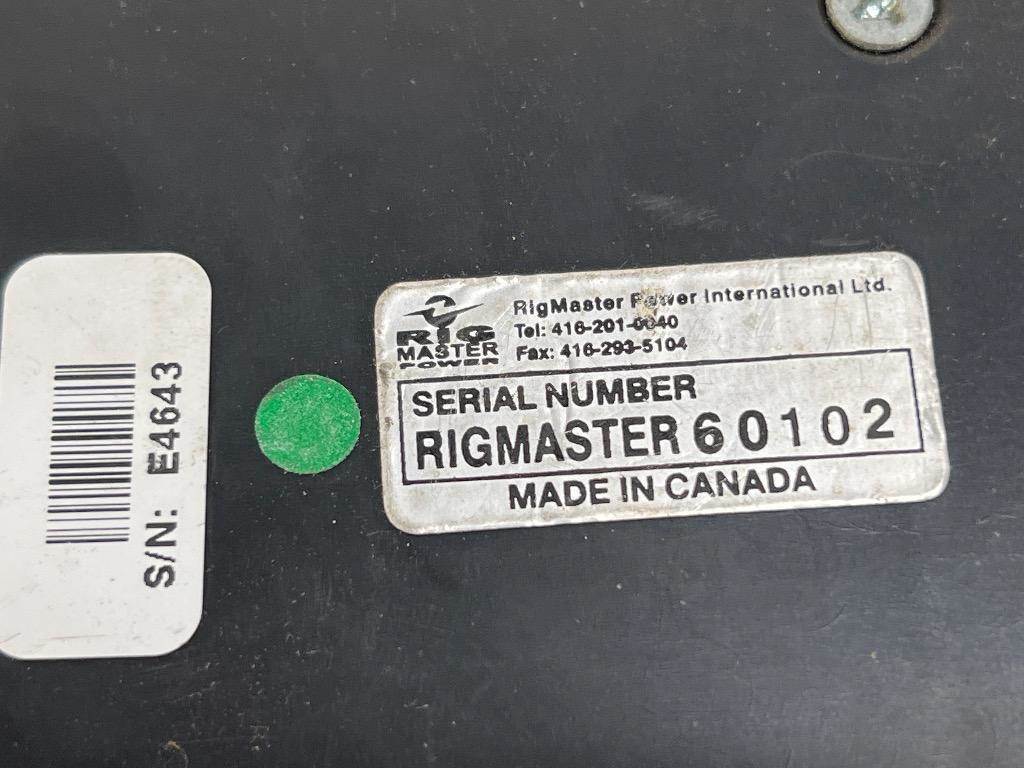 S/N: E4643
RIG
MASTER
POWER
RigMaster Power International Ltd.
Tel: 416-201-0040
Fax: 416-293-5104
SERIAL NUMBER
RIGMASTER 60102
MADE IN CANADA